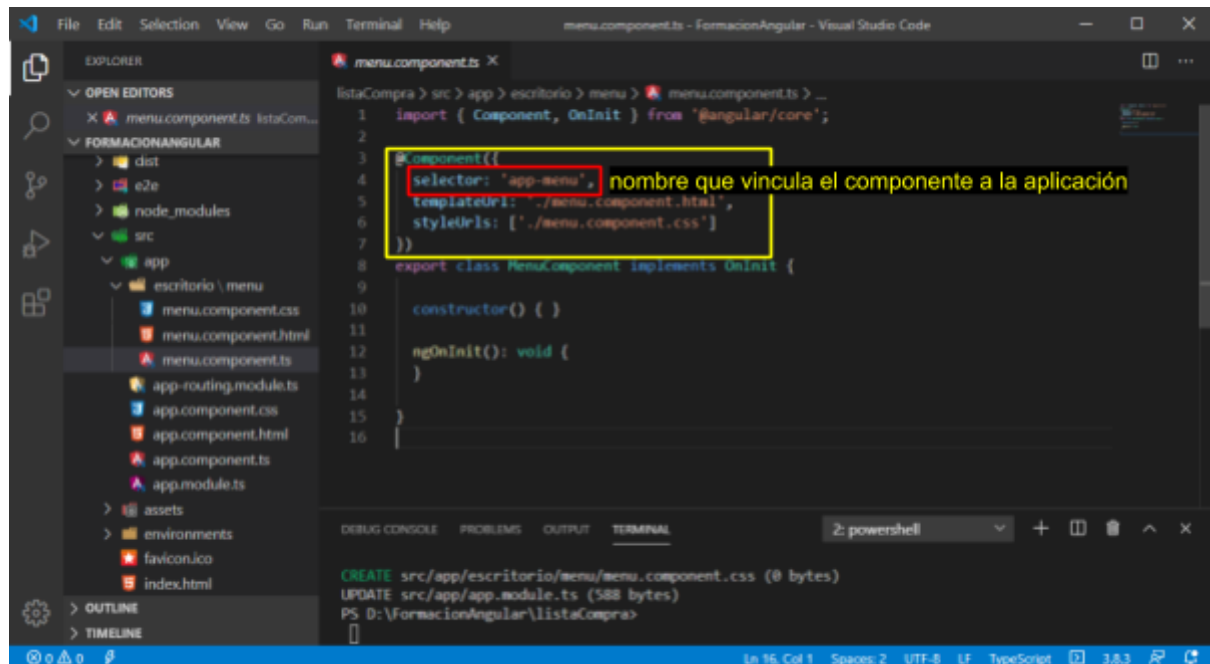 File Edit Selection View Go Run Terminal Help menu.component.ts - FormacionAngular - Visual Studio Code
EXPLORER
OPEN EDITORS
menu.component.ts listaCom...
FORMACIONANGULAR
dist
e2e
node_modules
src
app
escritorio \ menu
menu.component.css
menu.component.html
menu.component.ts
app-routing.module.ts
app.component.css
app.component.html
app.component.ts
app.module.ts
assets
environments
favicon.ico
index.html
OUTLINE
TIMELINE
menu.component.ts
listaCompra > src > app > escritorio > menu > menu.component.ts > ...
1 import { Component, OnInit } from '@angular/core';
2
3 @Component({
4 selector: 'app-menu', nombre que vincula el componente a la aplicación
5 templateUrl: './menu.component.html',
6 styleUrls: ['./menu.component.css']
7 })
8 export class MenuComponent implements OnInit {
9
10 constructor() { }
11
12 ngOnInit(): void {
13 }
14
15 }
16
DEBUG CONSOLE PROBLEMS OUTPUT TERMINAL 2: powershell
CREATE src/app/escritorio/menu/menu.component.css (0 bytes)
UPDATE src/app/app.module.ts (588 bytes)
PS D:\FormacionAngular\listaCompra>
0 0 Ln 16, Col 1 Spaces: 2 UTF-8 LF TypeScript 3.8.3